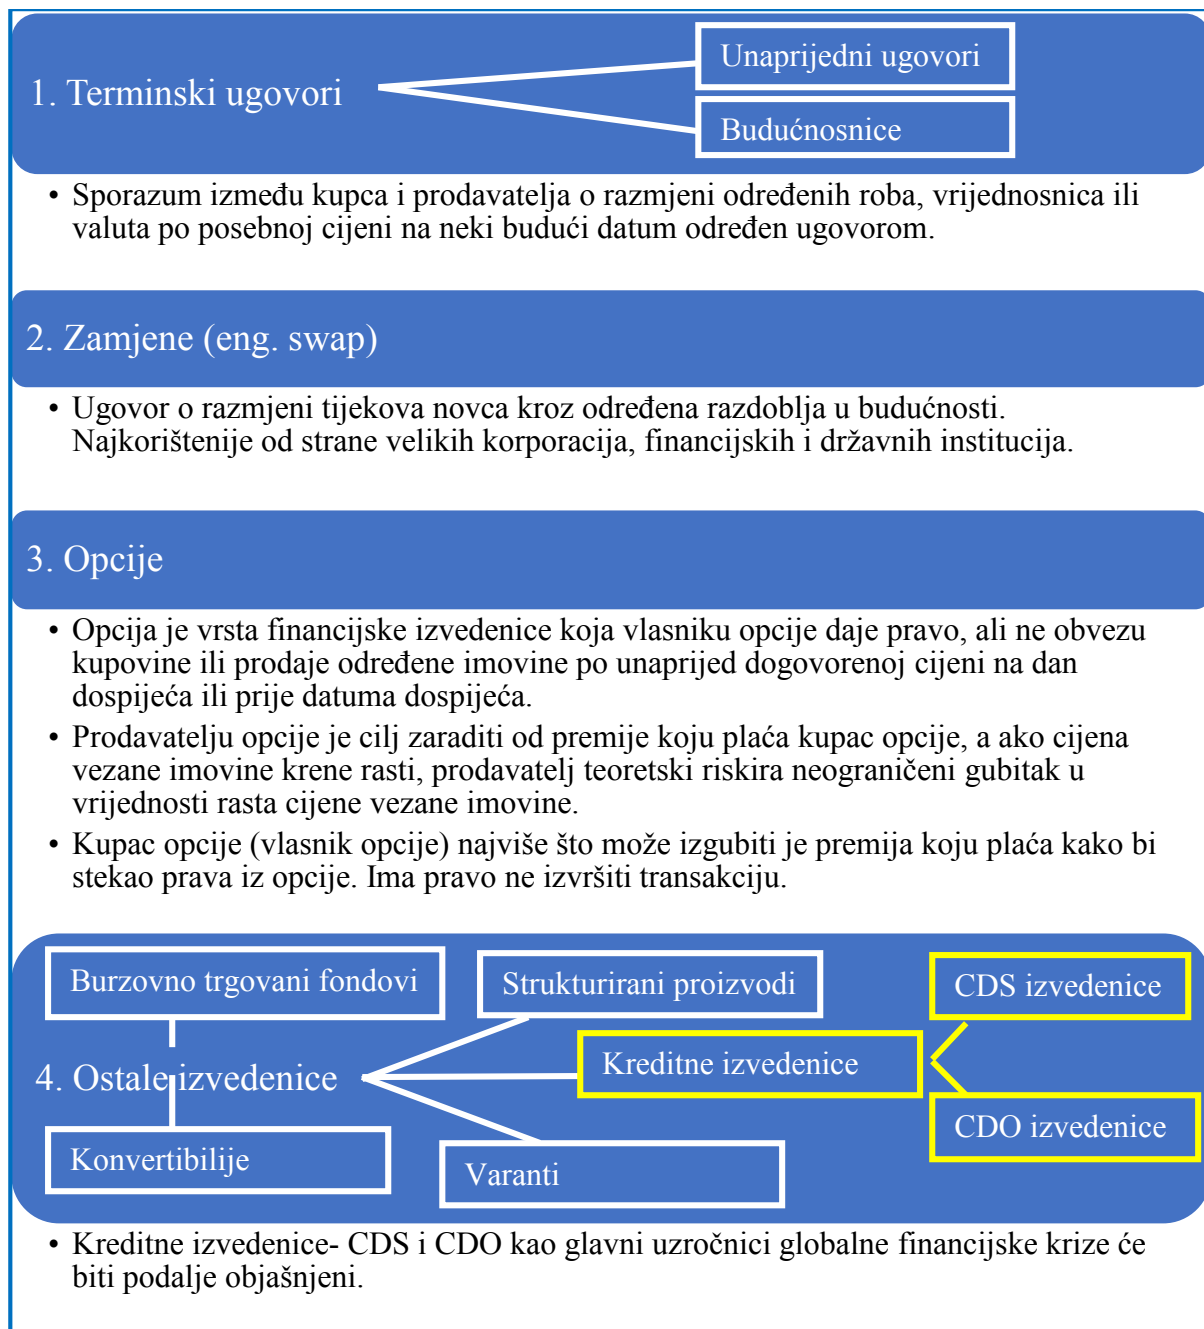 1. Terminski ugovori
Unaprijedni ugovori
Budućnosnice
• Sporazum između kupca i prodavatelja o razmjeni određenih roba, vrijednosnica ili
valuta po posebnoj cijeni na neki budući datum određen ugovorom.
2. Zamjene (eng. swap)
• Ugovor o razmjeni tijekova novca kroz određena razdoblja u budućnosti.
Najkorištenije od strane velikih korporacija, financijskih i državnih institucija.
3. Opcije
• Opcija je vrsta financijske izvedenice koja vlasniku opcije daje pravo, ali ne obvezu
kupovine ili prodaje određene imovine po unaprijed dogovorenoj cijeni na dan
dospijeća ili prije datuma dospijeća.
• Prodavatelju opcije je cilj zaraditi od premije koju plaća kupac opcije, a ako cijena
vezane imovine krene rasti, prodavatelj teoretski riskira neograničeni gubitak u
vrijednosti rasta cijene vezane imovine.
• Kupac opcije (vlasnik opcije) najviše što može izgubiti je premija koju plaća kako bi
stekao prava iz opcije. Ima pravo ne izvršiti transakciju.
Burzovno trgovani fondovi
Strukturirani proizvodi
CDS izvedenice
4. Ostale izvedenice
Kreditne izvedenice
CDO izvedenice
Konvertibilije
Varanti
• Kreditne izvedenice- CDS i CDO kao glavni uzročnici globalne financijske krize će
biti podalje objašnjeni.